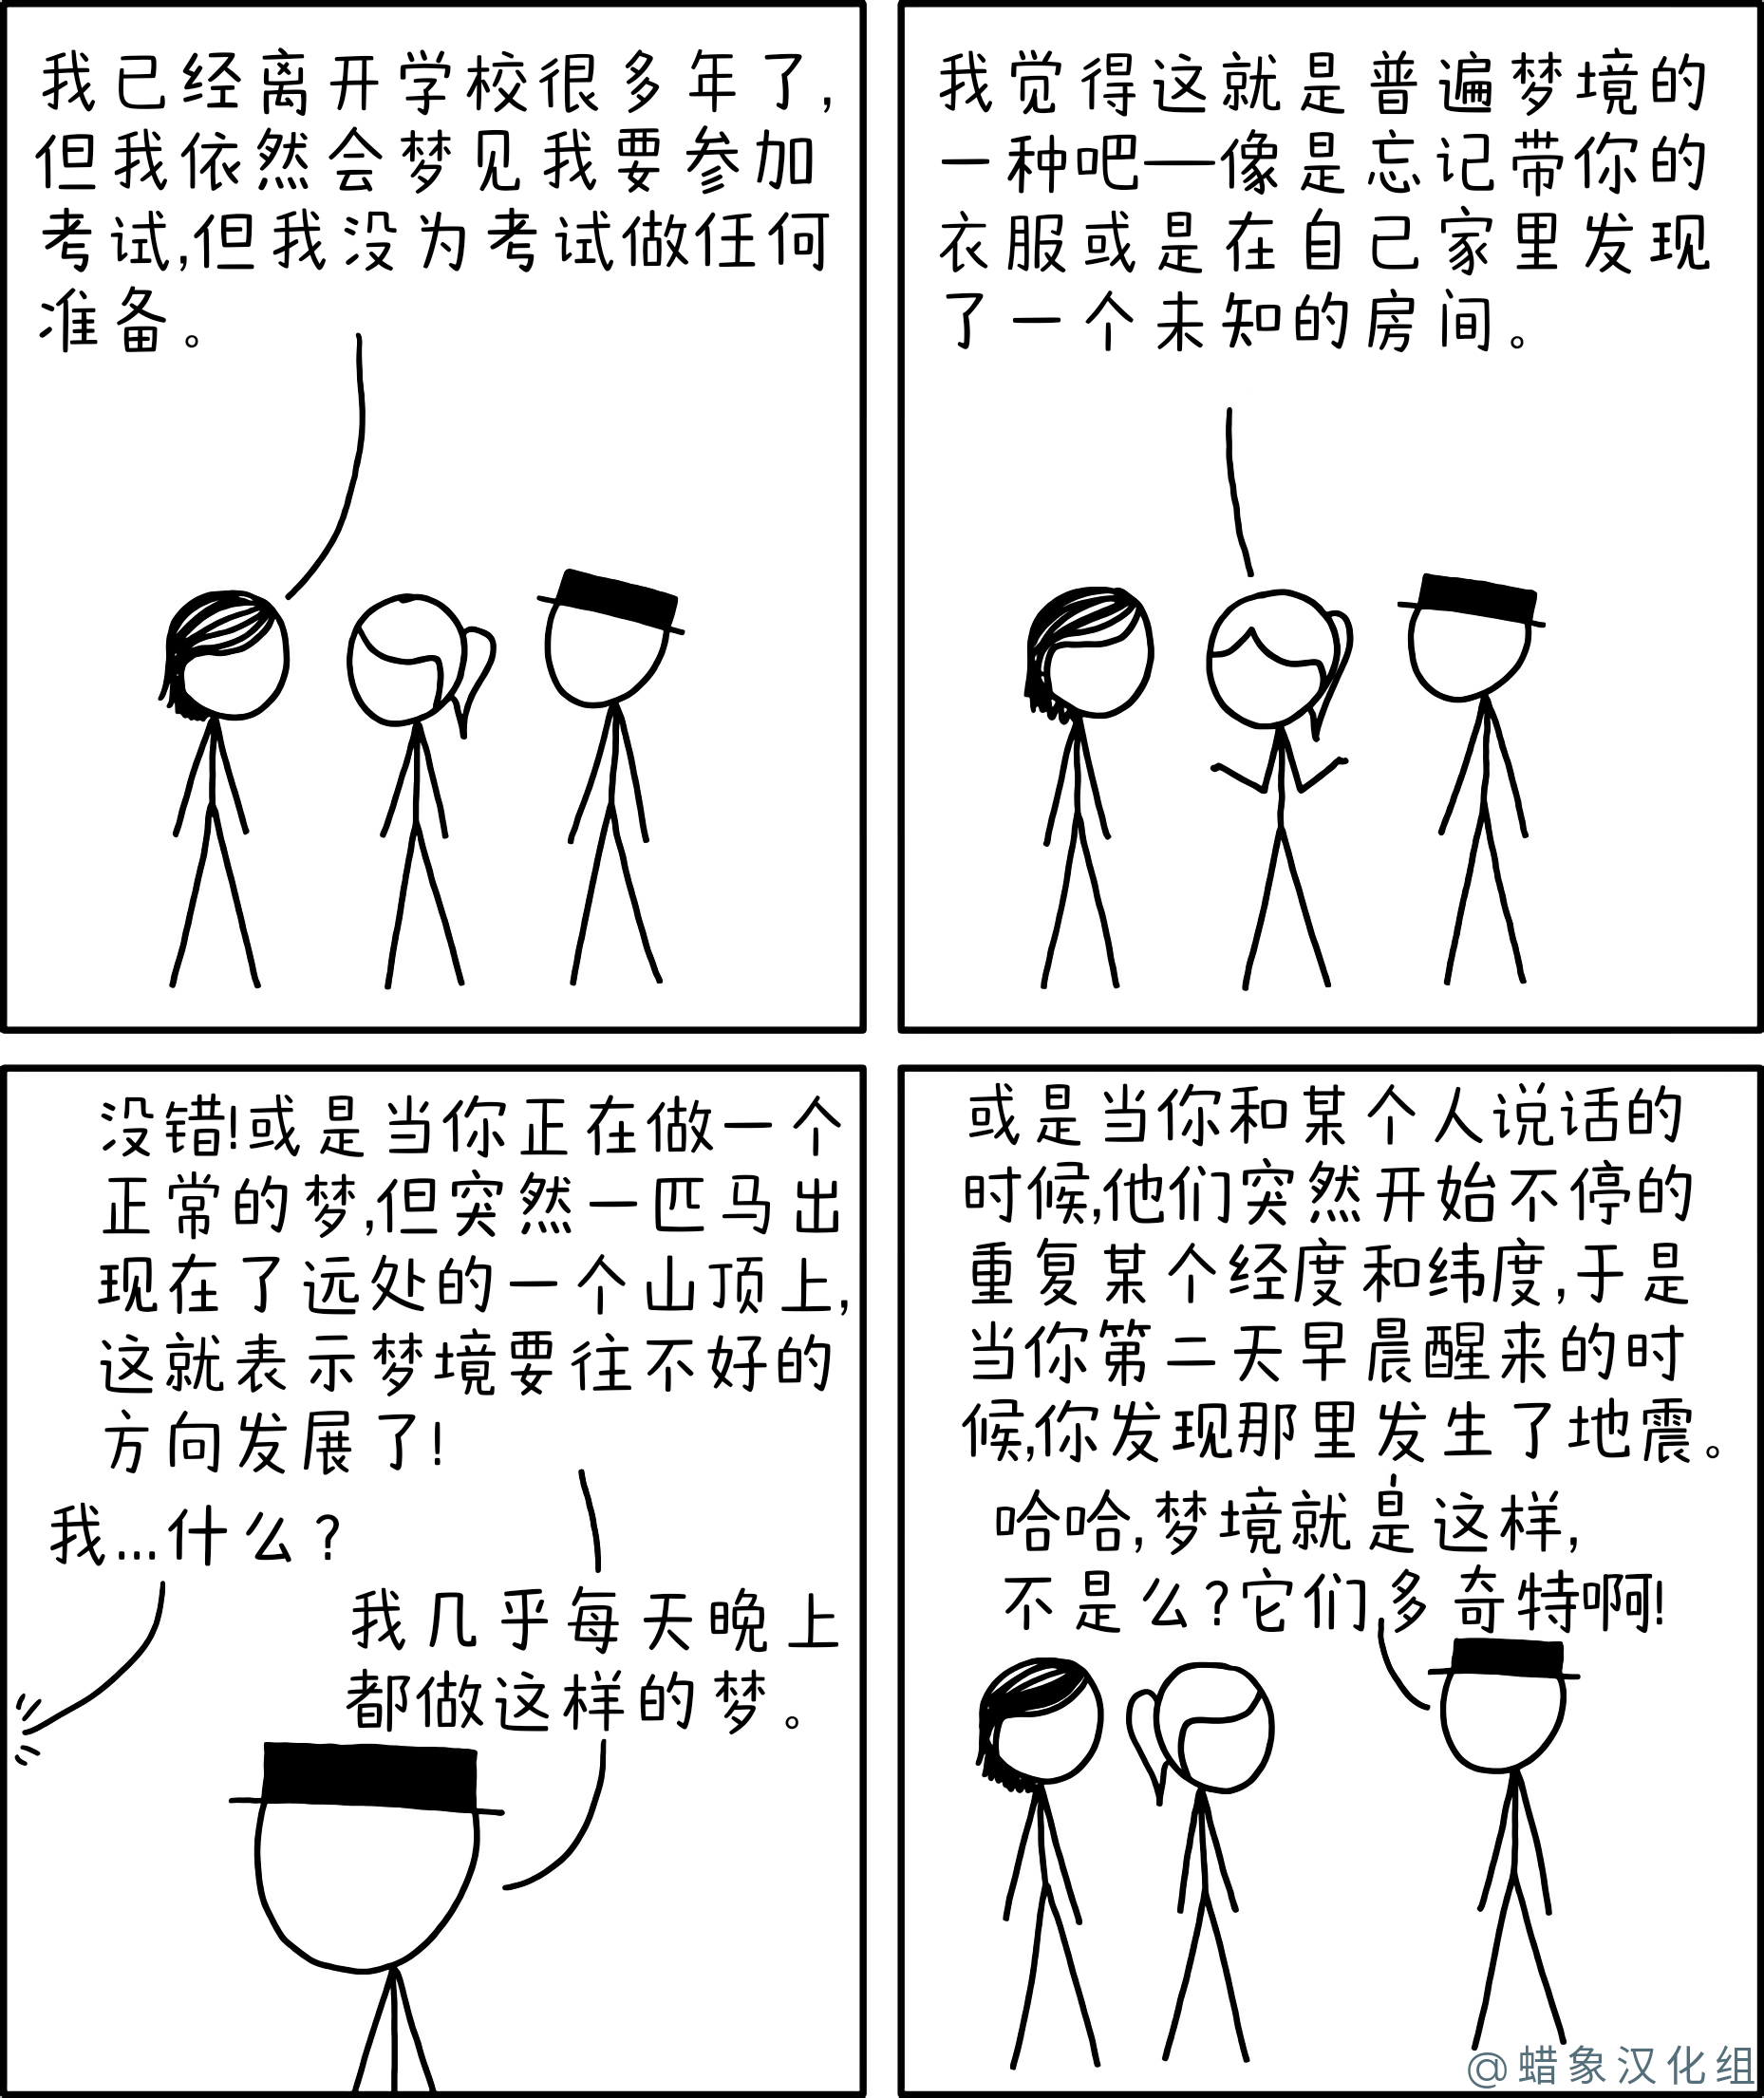 我已经离开学校很多年了,
但我依然会梦见我要参加
考试,但我没为考试做任何
准备。
我觉得这就是普遍梦境的
一种吧——像是忘记带你的
衣服或是在自己家里发现
了一个未知的房间。
没错!或是当你正在做一个
正常的梦,但突然一匹马出
现在了远处的一个山顶上,
这就表示梦境要往不好的
方向发展了!
我...什么?
我几乎每天晚上
都做这样的梦。
或是当你和某个人说话的
时候,他们突然开始不停的
重复某个经度和纬度,于是
当你第二天早晨醒来的时
候,你发现那里发生了地震。
哈哈,梦境就是这样,
不是么?它们多奇特啊!
@蜡象汉化组